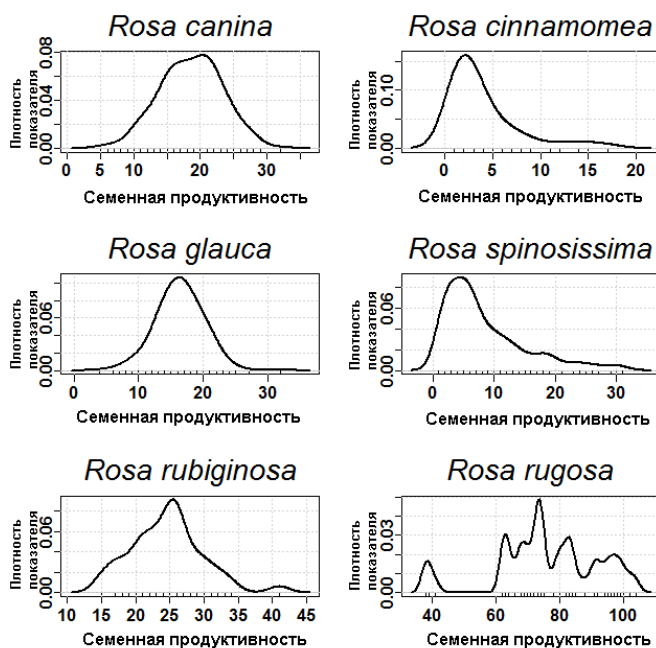 Rosa canina
Плотность
показателя
0.00 0.04 0.08
0 5 10 15 20 30
Семенная продуктивность
Rosa cinnamomea
Плотность
показателя
0.00 0.10
0 5 10 15 20
Семенная продуктивность
Rosa glauca
Плотность
показателя
0.00 0.06
0 10 20 30
Семенная продуктивность
Rosa spinosissima
Плотность
показателя
0.00 0.06
0 10 20 30
Семенная продуктивность
Rosa rubiginosa
Плотность
показателя
0.00 0.06
10 15 20 25 30 35 40 45
Семенная продуктивность
Rosa rugosa
Плотность
показателя
0.00 0.03
40 60 80 100
Семенная продуктивность